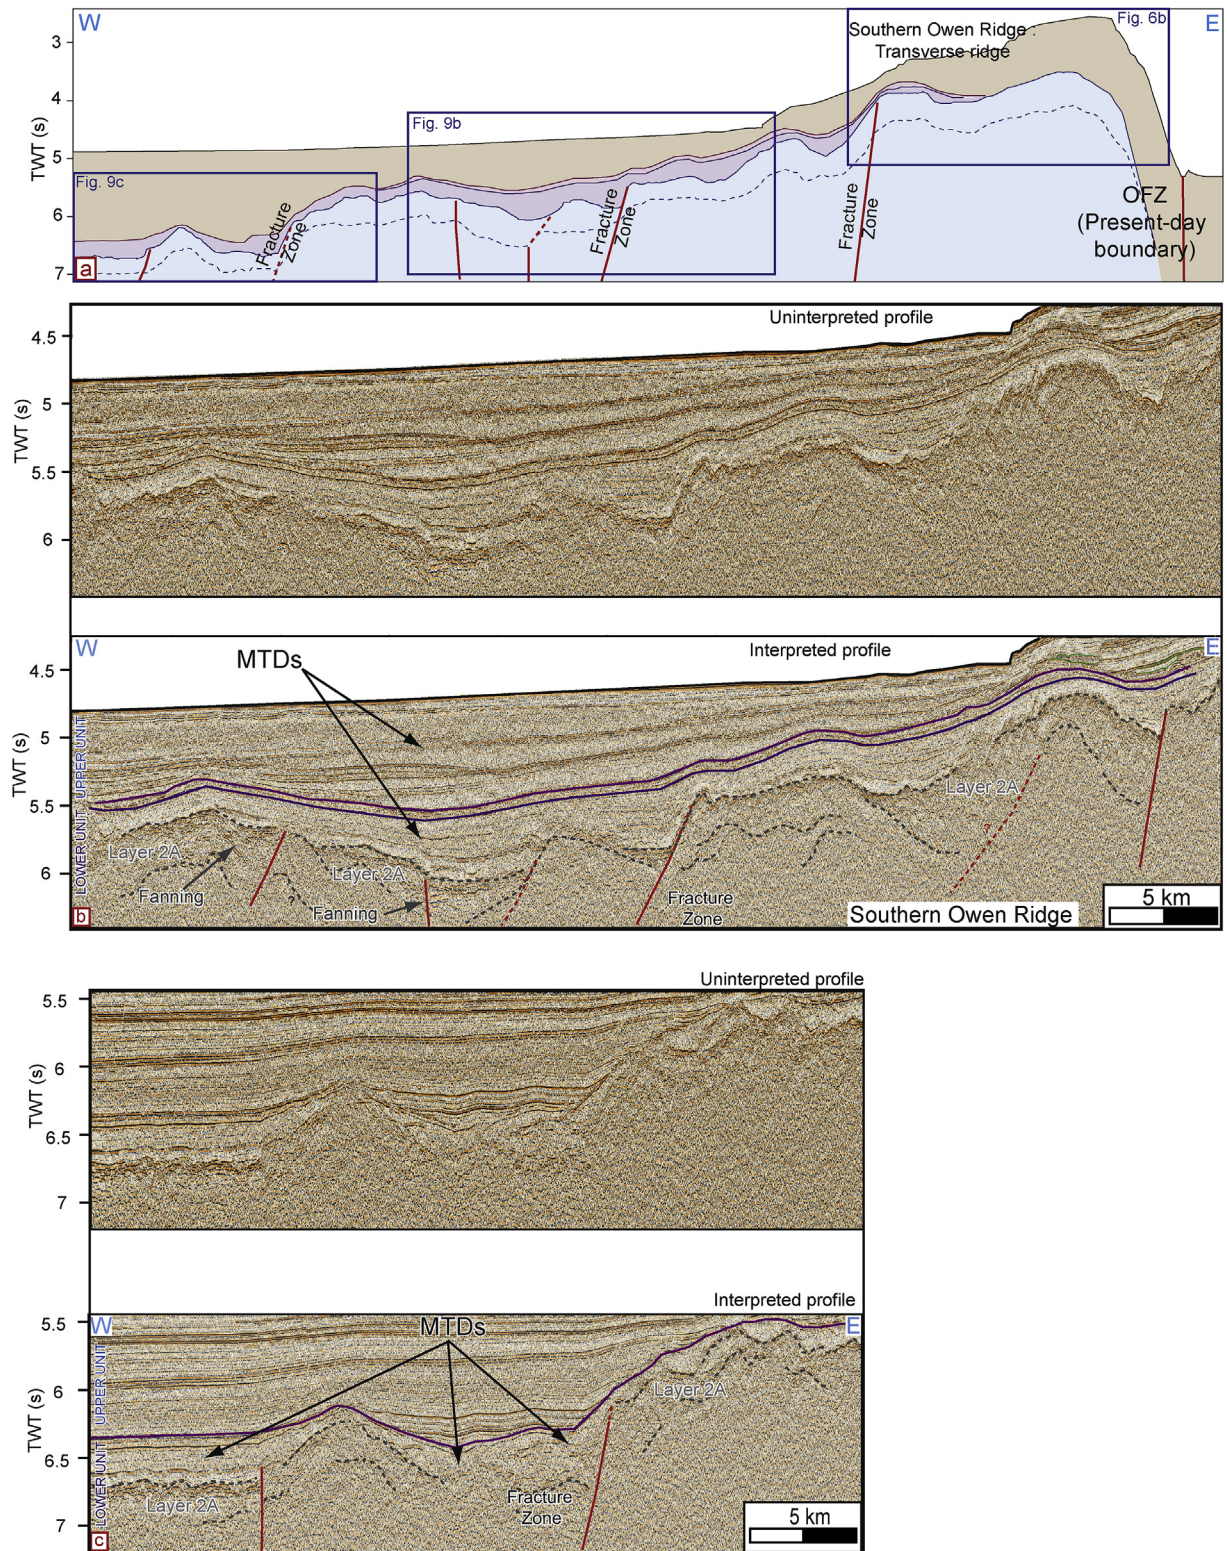 W
E
Southern Owen Ridge :
Transverse ridge
Fig. 6b
3
4
5
6
7
TWT (s)
Fig. 9b
Fig. 9c
Fracture
Zone
Fracture
Zone
Fracture
Zone
OFZ
(Present-day
boundary)
a
Uninterpreted profile
4.5
5
5.5
6
TWT (s)
W
Interpreted profile
E
MTDs
4.5
5
5.5
6
TWT (s)
UPPER UNIT
LOWER UNIT
Layer 2A
Fanning
?
Layer 2A
Fanning
Fracture
Zone
Layer 2A
?
5 km
Southern Owen Ridge
b
Uninterpreted profile
5.5
6
6.5
7
TWT (s)
Interpreted profile
W
MTDs
E
5.5
6
6.5
7
TWT (s)
UPPER UNIT
LOWER UNIT
Layer 2A
Layer 2A
Fracture
Zone
5 km
c